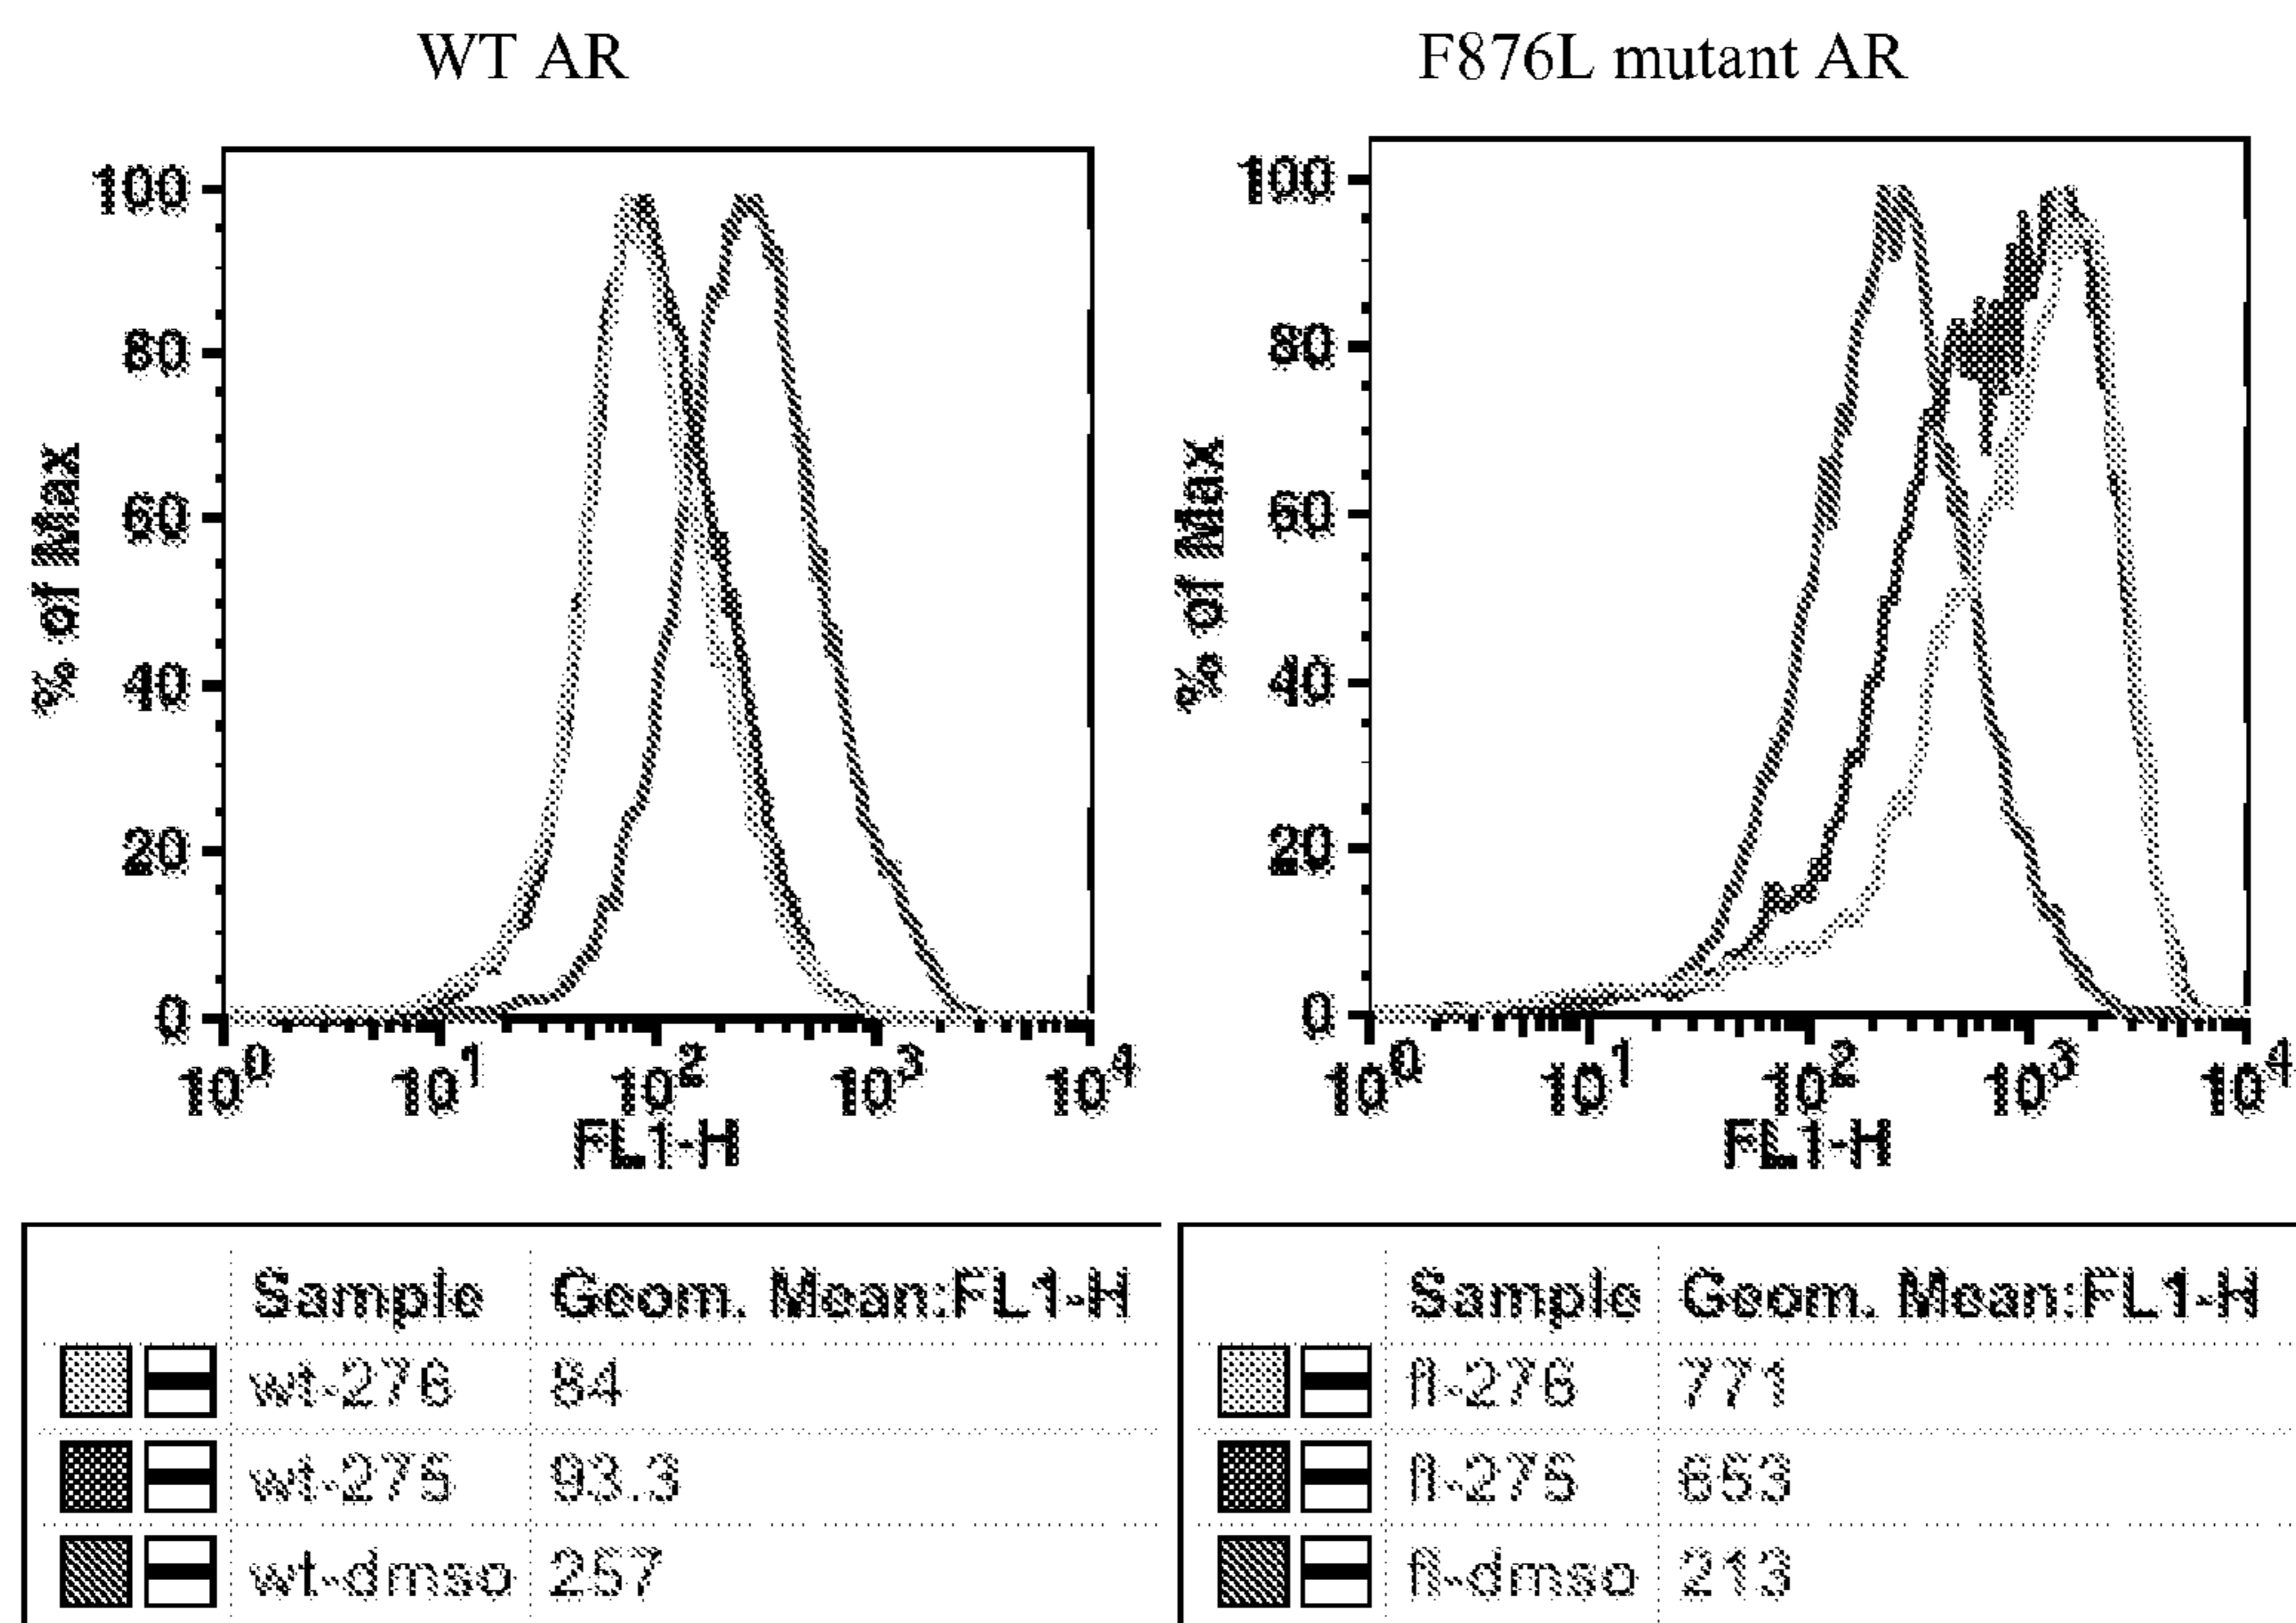 WT AR
F876L mutant AR
100
80
60
40
20
0
% of Max
10^0 10^1 10^2 10^3 10^4
FL1-H
100
80
60
40
20
0
% of Max
10^0 10^1 10^2 10^3 10^4
FL1-H
Sample Geom. Mean:FL1-H
wt-276 84
wt-275 93.3
wt-dmso 257
Sample Geom. Mean:FL1-H
fl-276 771
fl-275 653
fl-dmso 213